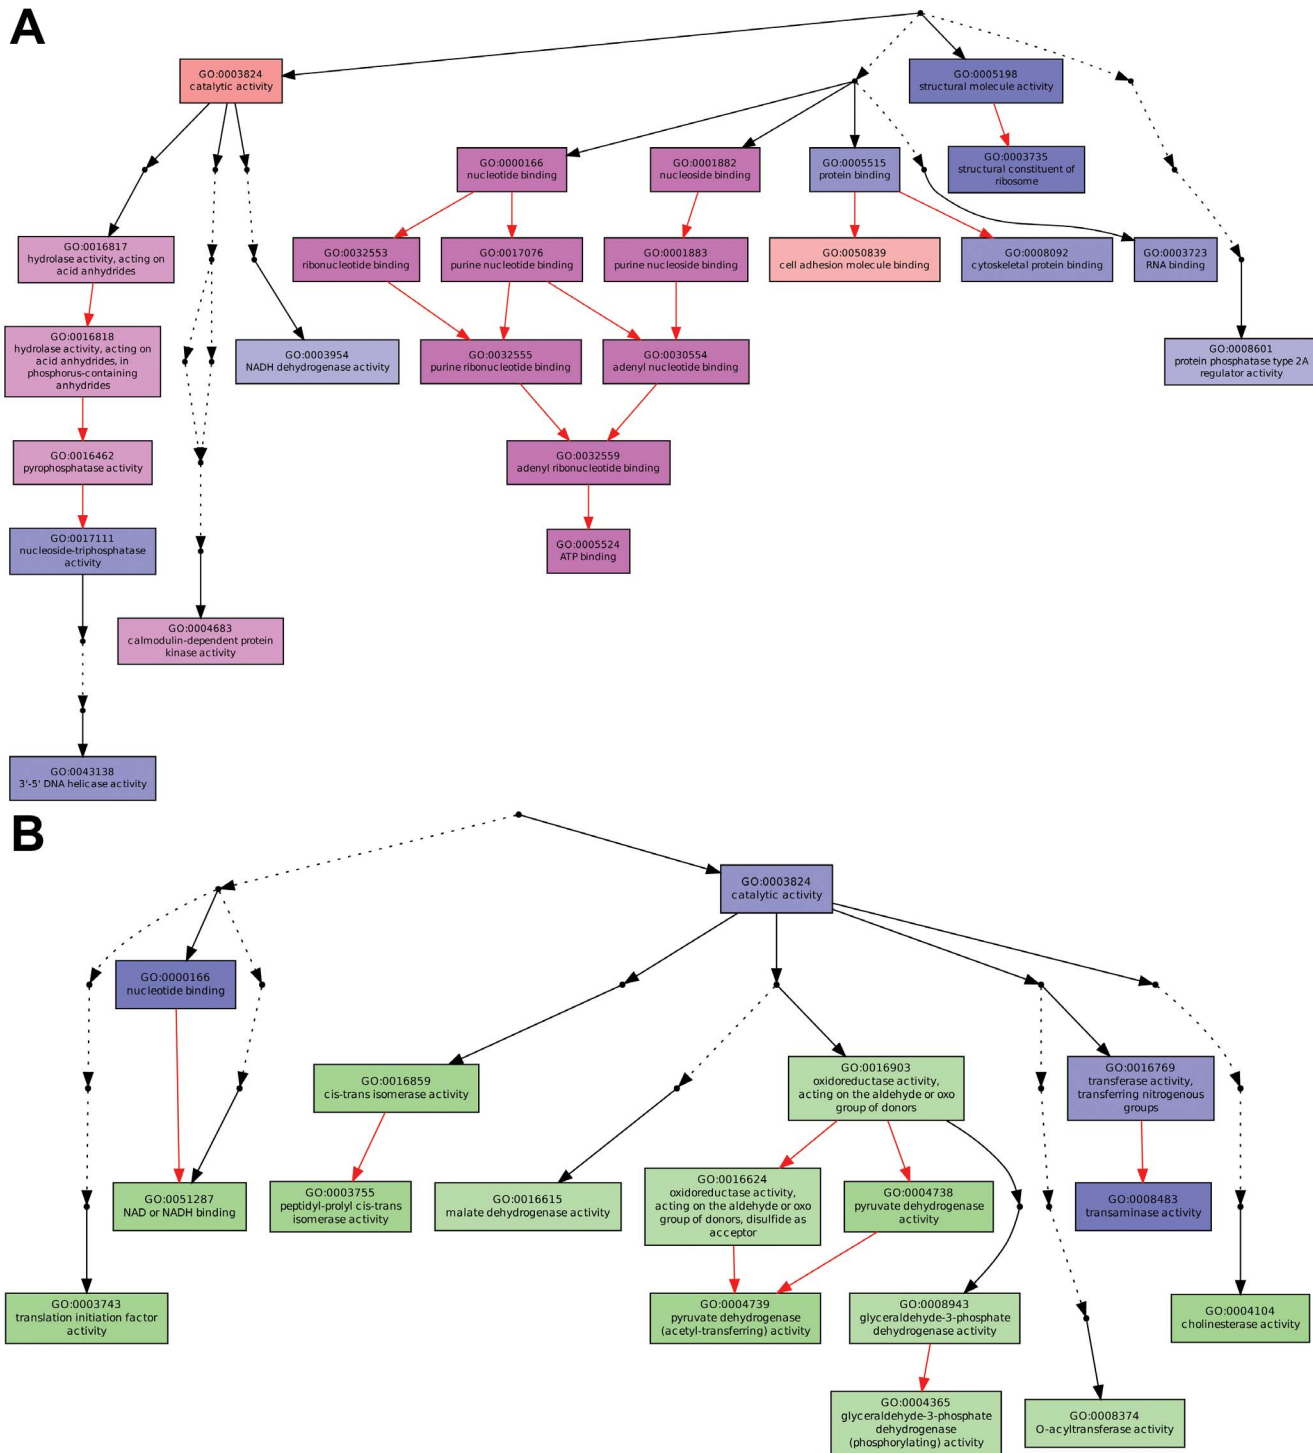 A
GO:0003824
catalytic activity
GO:0005198
structural molecule activity
GO:0000166
nucleotide binding
GO:0001882
nucleoside binding
GO:0005515
protein binding
GO:0003735
structural constituent of
ribosome
GO:0016817
hydrolase activity, acting on
acid anhydrides
GO:0032553
ribonucleotide binding
GO:0017076
purine nucleotide binding
GO:0001883
purine nucleoside binding
GO:0050839
cell adhesion molecule binding
GO:0008092
cytoskeletal protein binding
GO:0003723
RNA binding
GO:0016818
hydrolase activity, acting on
acid anhydrides, in
phosphorus-containing
anhydrides
GO:0003954
NADH dehydrogenase activity
GO:0032555
purine ribonucleotide binding
GO:0030554
adenyl nucleotide binding
GO:0008601
protein phosphatase type 2A
regulator activity
GO:0016462
pyrophosphatase activity
GO:0032559
adenyl ribonucleotide binding
GO:0017111
nucleoside-triphosphatase
activity
GO:0005524
ATP binding
GO:0004683
calmodulin-dependent protein
kinase activity
GO:0043138
3'-5' DNA helicase activity
B
GO:0003824
catalytic activity
GO:0000166
nucleotide binding
GO:0016859
cis-trans isomerase activity
GO:0016903
oxidoreductase activity,
acting on the aldehyde or oxo
group of donors
GO:0016769
transferase activity,
transferring nitrogenous
groups
GO:0051287
NAD or NADH binding
GO:0003755
peptidyl-prolyl cis-trans
isomerase activity
GO:0016615
malate dehydrogenase activity
GO:0016624
oxidoreductase activity,
acting on the aldehyde or oxo
group of donors, disulfide as
acceptor
GO:0004738
pyruvate dehydrogenase
activity
GO:0008483
transaminase activity
GO:0003743
translation initiation factor
activity
GO:0004739
pyruvate dehydrogenase
(acetyl-transferring) activity
GO:0008943
glyceraldehyde-3-phosphate
dehydrogenase activity
GO:0004104
cholinesterase activity
GO:0004365
glyceraldehyde-3-phosphate
dehydrogenase
(phosphorylating) activity
GO:0008374
O-acyltransferase activity